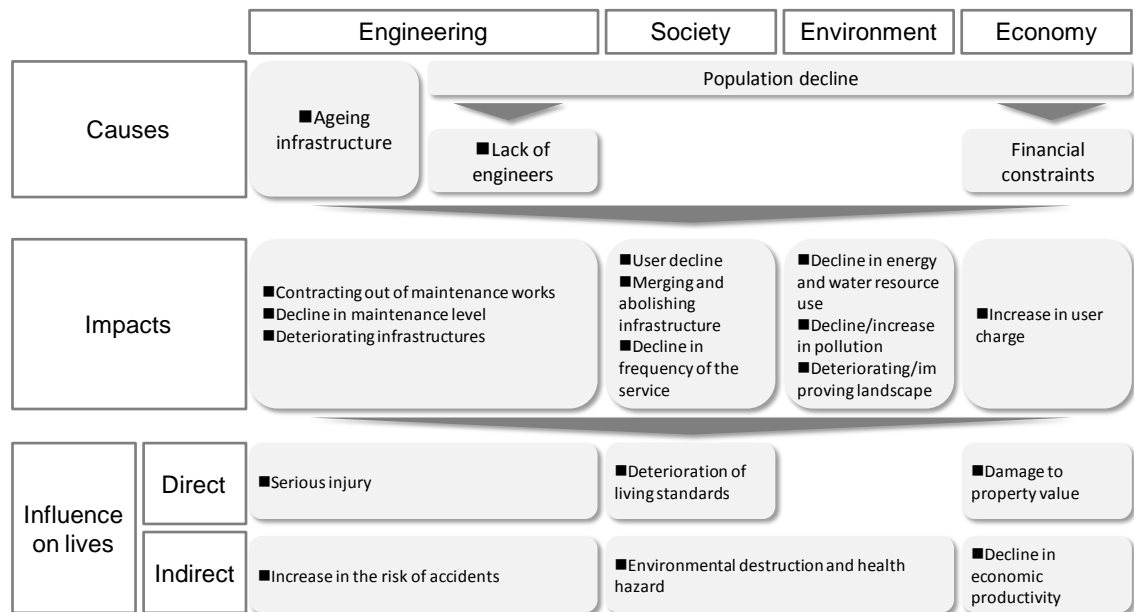 Engineering
Society
Environment
Economy
Causes
■Ageing
infrastructure
Population decline
■Lack of
engineers
Financial
constraints
Impacts
■Contracting out of maintenance works
■Decline in maintenance level
■Deteriorating infrastructures
■User decline
■Merging and
abolishing
infrastructure
■Decline in
frequency of the
service
■Decline in energy
and water resource
use
■Decline/increase
in pollution
■Deteriorating/im
proving landscape
■Increase in user
charge
Influence
on lives
Direct
■Serious injury
■Deterioration of
living standards
■Damage to
property value
Indirect
■Increase in the risk of accidents
■Environmental destruction and health
hazard
■Decline in
economic
productivity